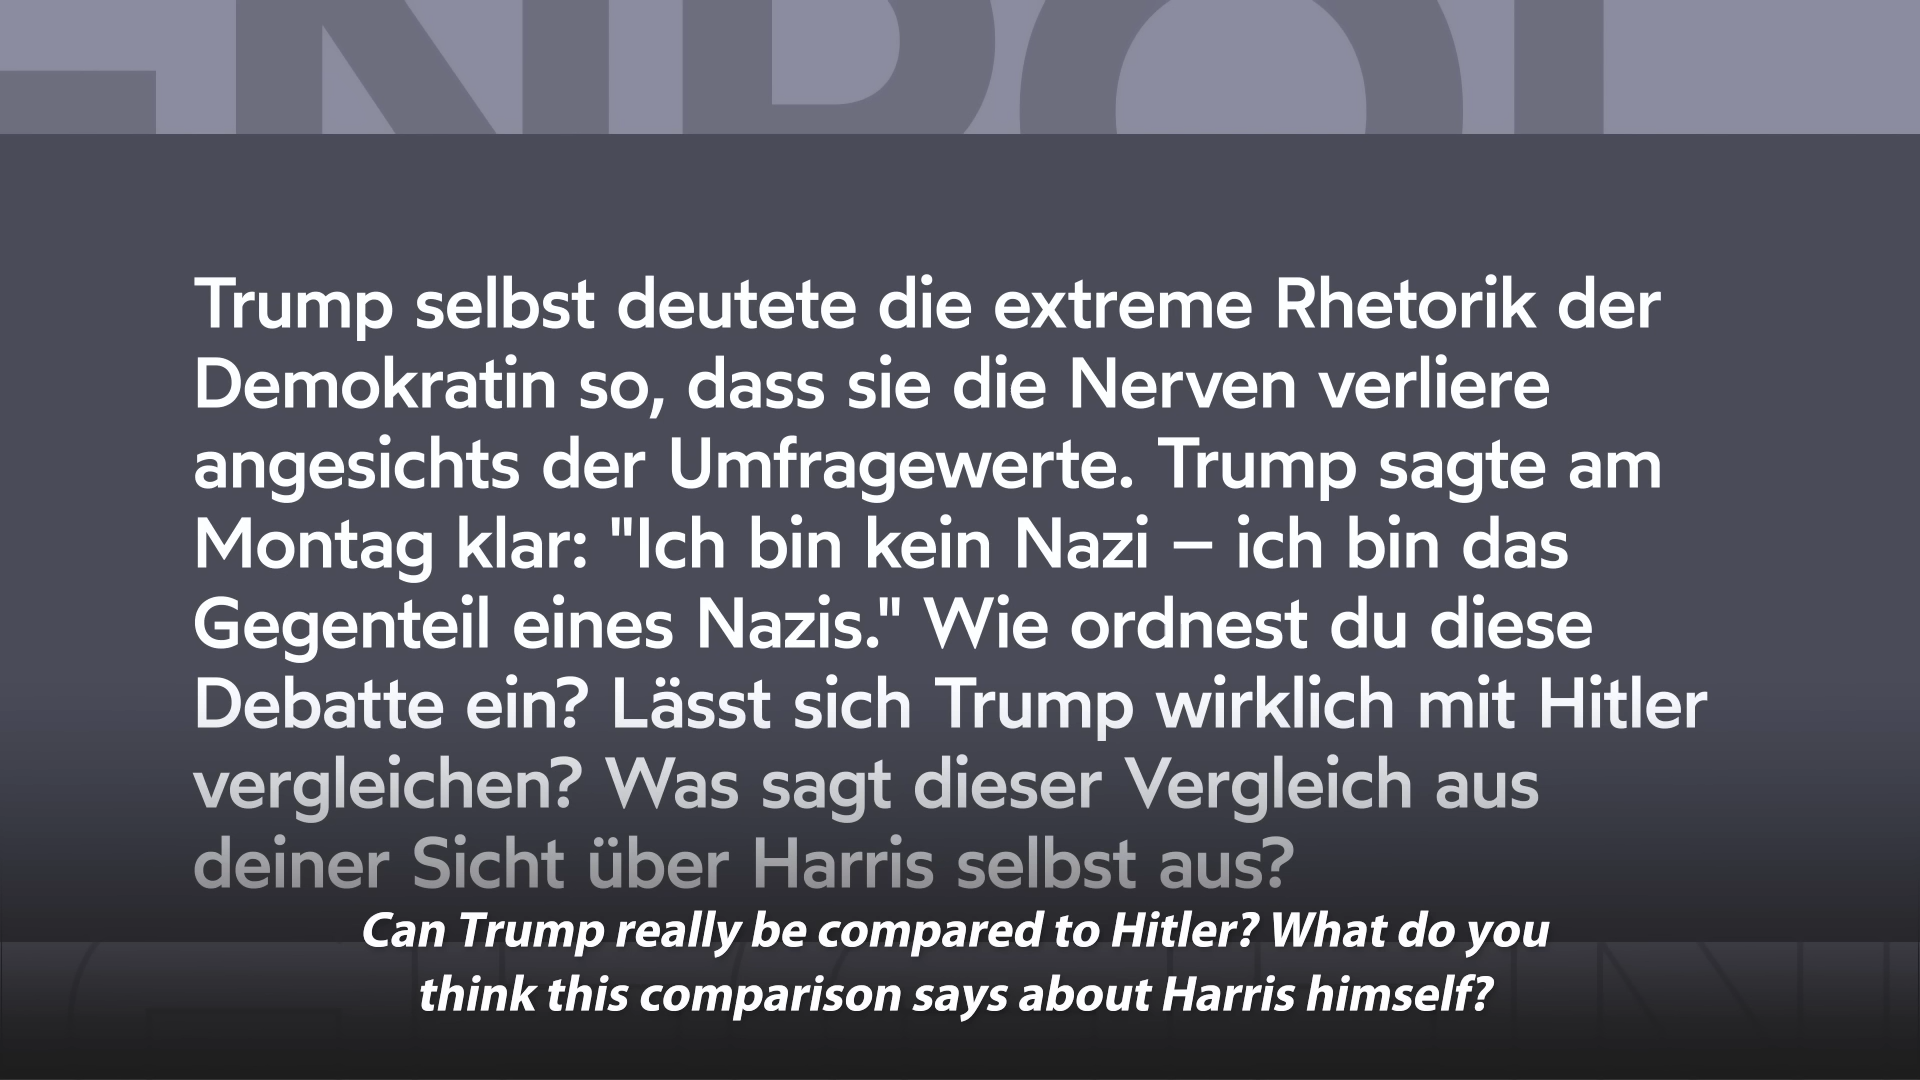 ENPOL
Trump selbst deutete die extreme Rhetorik der
Demokratin so, dass sie die Nerven verliere
angesichts der Umfragewerte. Trump sagte am
Montag klar: "Ich bin kein Nazi – ich bin das
Gegenteil eines Nazis." Wie ordnest du diese
Debatte ein? Lässt sich Trump wirklich mit Hitler
vergleichen? Was sagt dieser Vergleich aus
deiner Sicht über Harris selbst aus?
Can Trump really be compared to Hitler? What do you
think this comparison says about Harris himself?